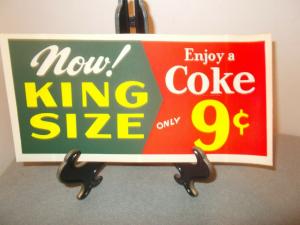 Now!
KING
SIZE
Enjoy a
Coke
ONLY 9¢